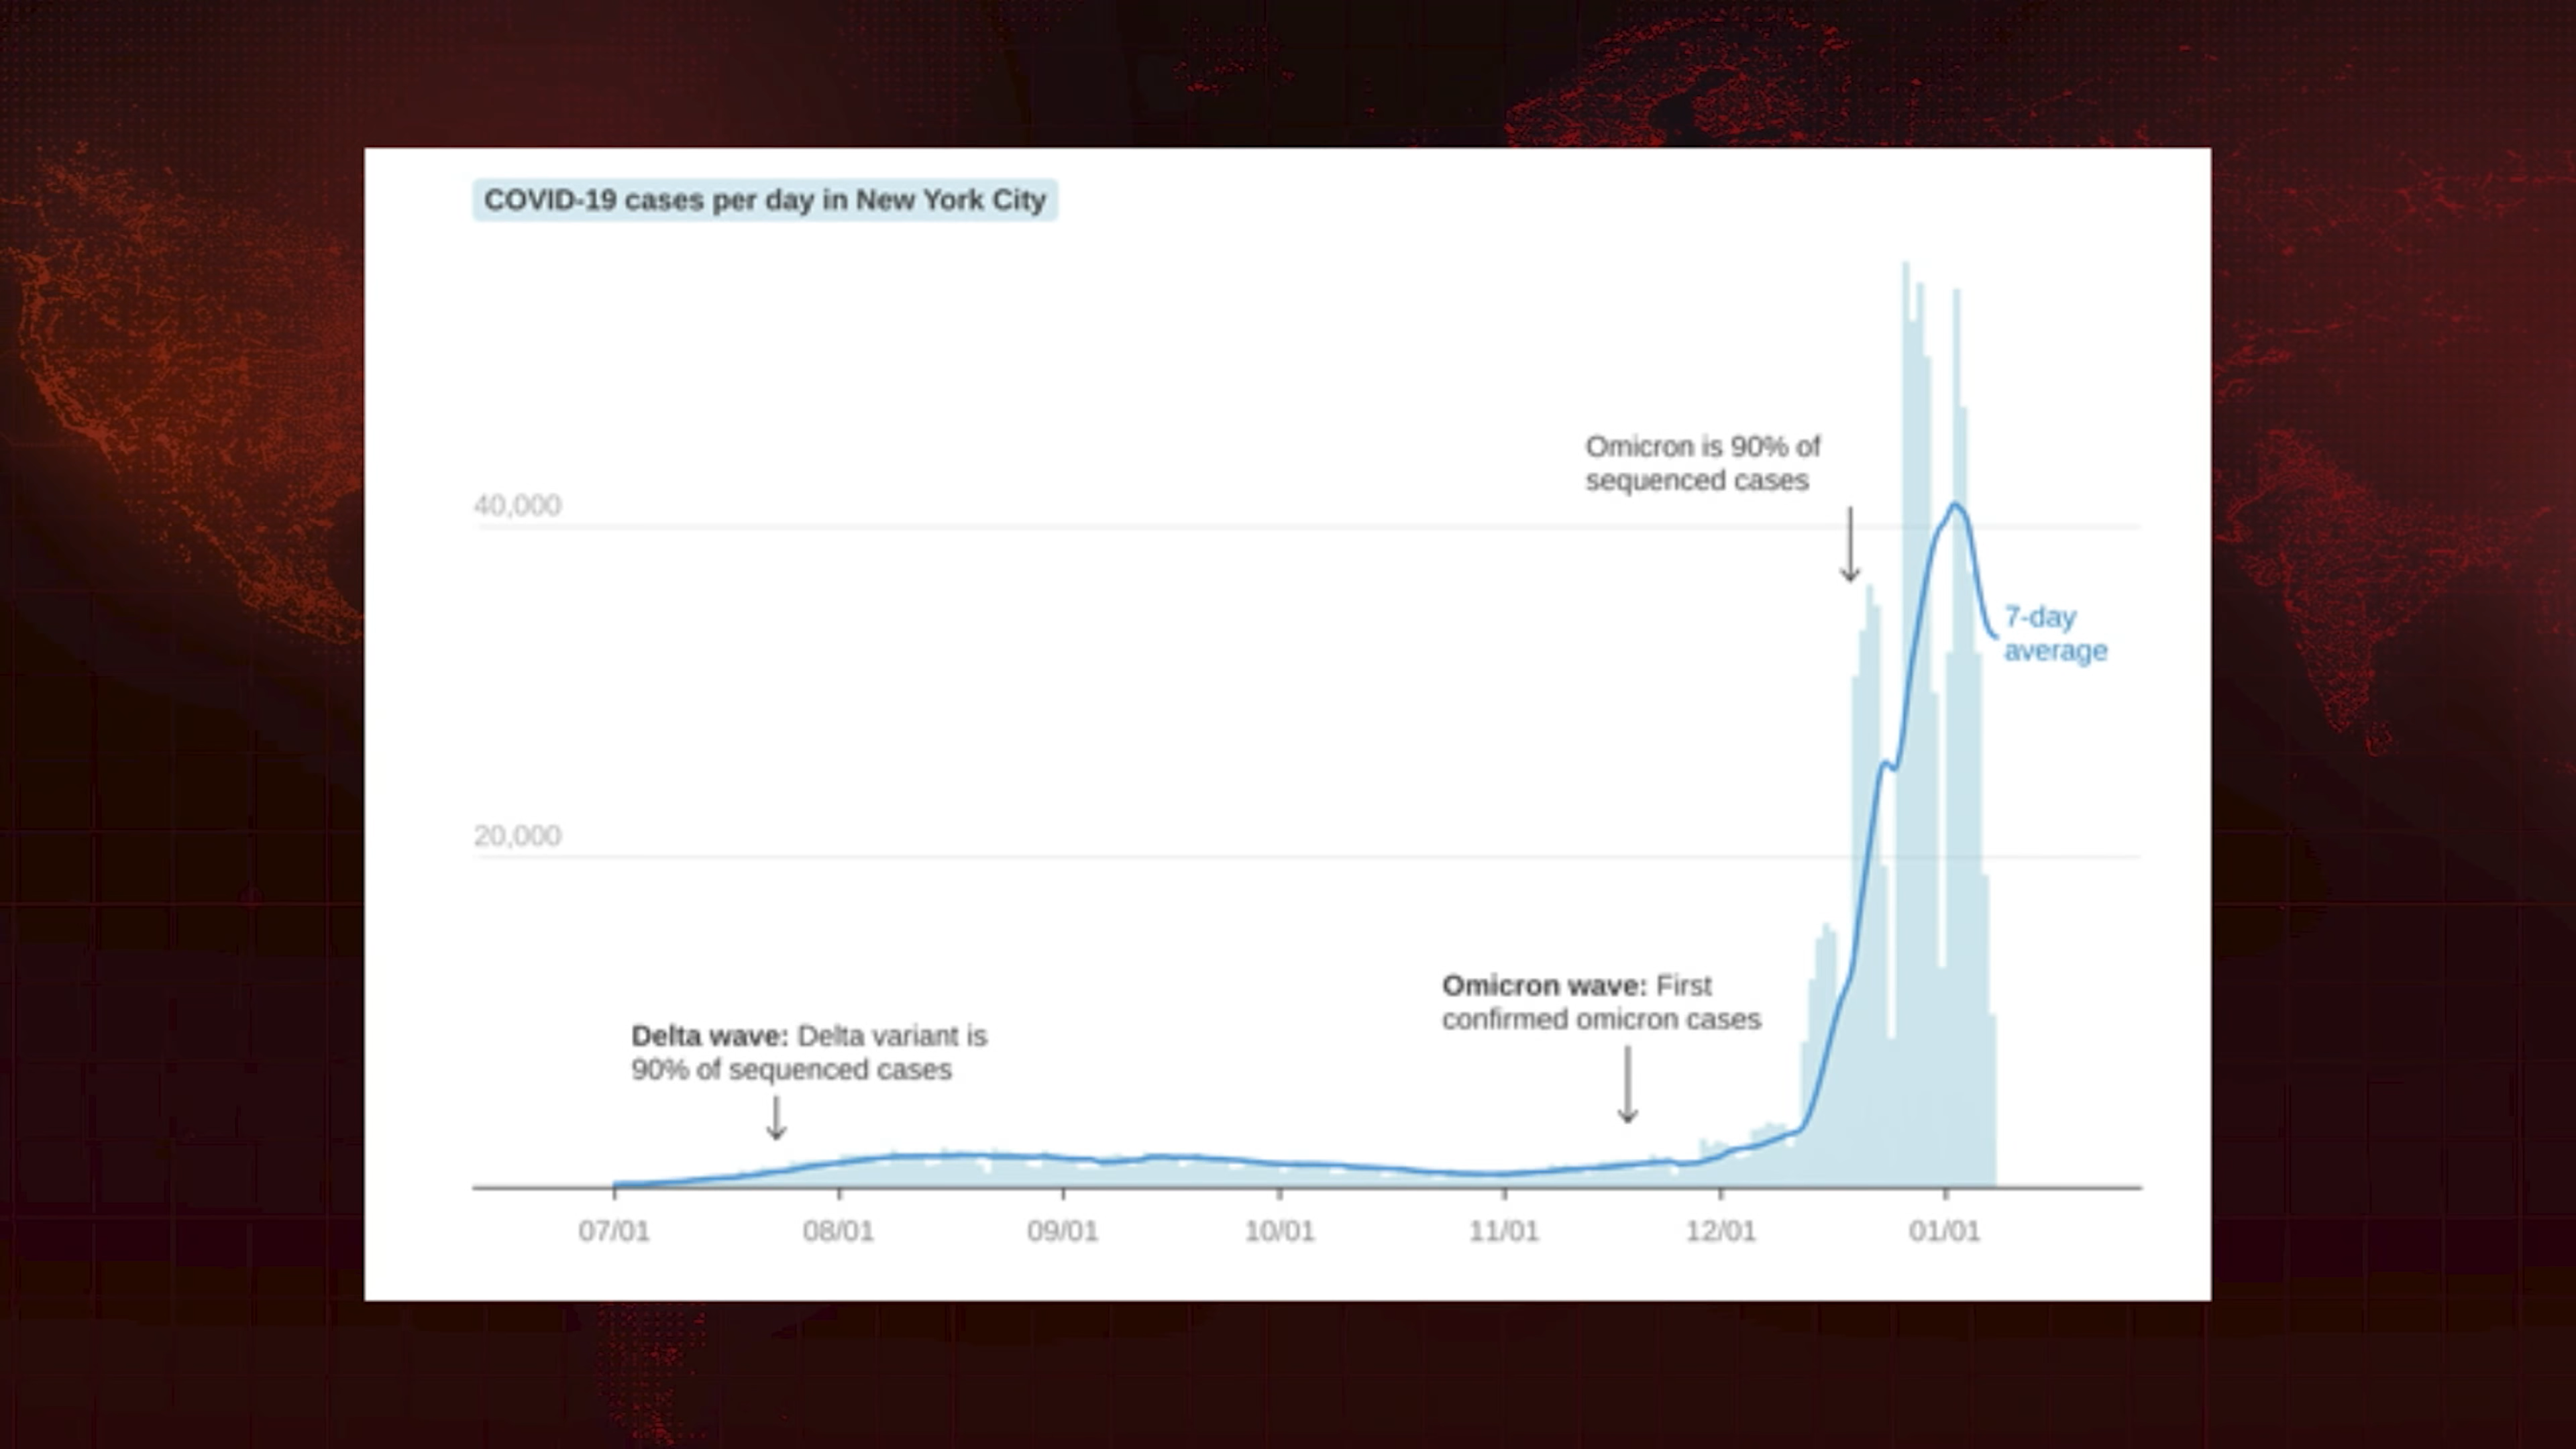 COVID-19 cases per day in New York City
Omicron is 90% of
sequenced cases
40,000
7-day
average
20,000
Omicron wave: First
confirmed omicron cases
Delta wave: Delta variant is
90% of sequenced cases
07/01
08/01
09/01
10/01
11/01
12/01
01/01